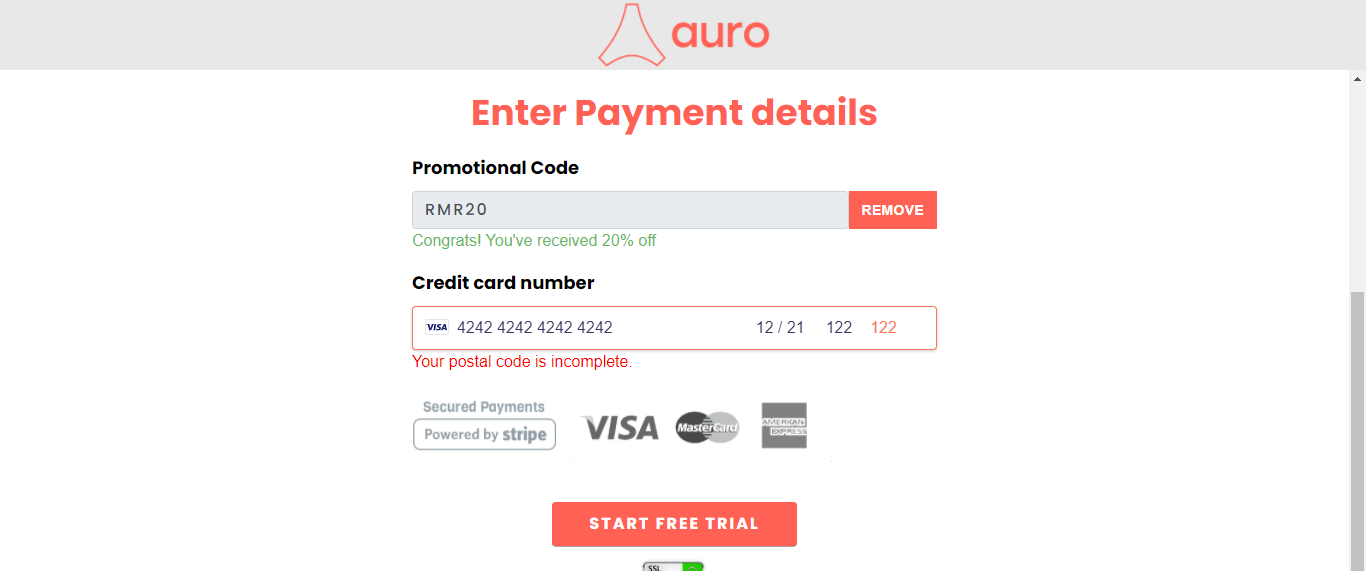 auro
Enter Payment details
Promotional Code
RMR20 REMOVE
Congrats! You've received 20% off
Credit card number
VISA 4242 4242 4242 4242 12 / 21 122 122
Your postal code is incomplete.
Secured Payments
Powered by stripe VISA MasterCard AMERICAN EXPRESS
START FREE TRIAL
SSL